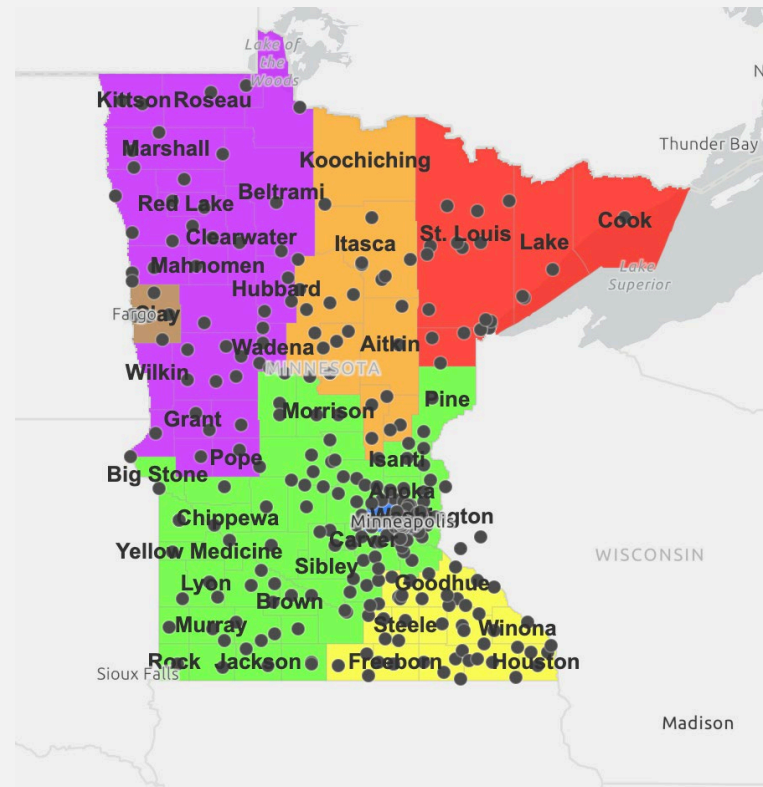 Lake of
the
Woods
N
Kittson
Roseau
Thunder Bay
Marshall
Koochiching
Beltrami
Red Lake
Cook
St. Louis
Clearwater
Itasca
Lake
Mahnomen
Lake
Superior
Hubbard
Fargo
Clay
Wadena
Aitkin
MINNESOTA
Wilkin
Pine
Morrison
Grant
Pope
Isanti
Big Stone
Anoka
Chippewa
Washington
Minneapolis
Carver
Yellow Medicine
WISCONSIN
Sibley
Lyon
Goodhue
Brown
Murray
Steele
Winona
Rock
Jackson
Freeborn
Houston
Sioux Falls
Madison